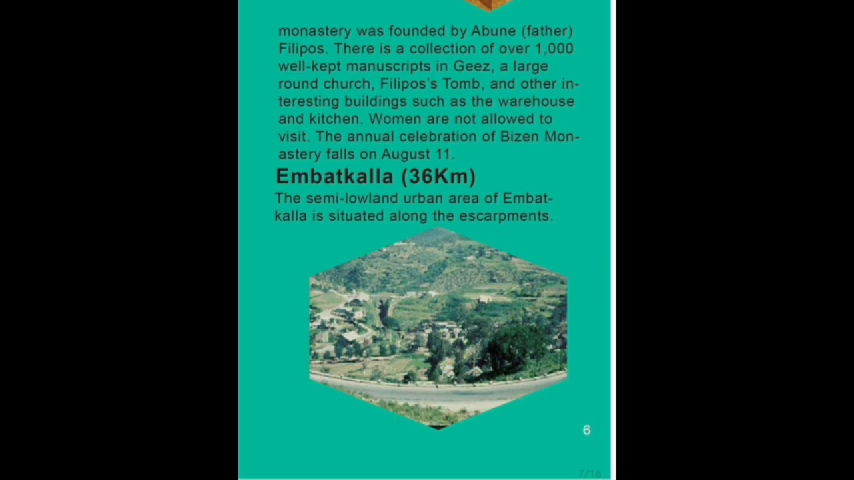 monastery was founded by Abune (father)
Filipos. There is a collection of over 1,000
well-kept manuscripts in Geez, a large
round church, Filipos's Tomb, and other in-
teresting buildings such as the warehouse
and kitchen. Women are not allowed to
visit. The annual celebration of Bizen Mon-
astery falls on August 11.
Embatkalla (36Km)
The semi-lowland urban area of Embat-
kalla is situated along the escarpments.
6
7/16